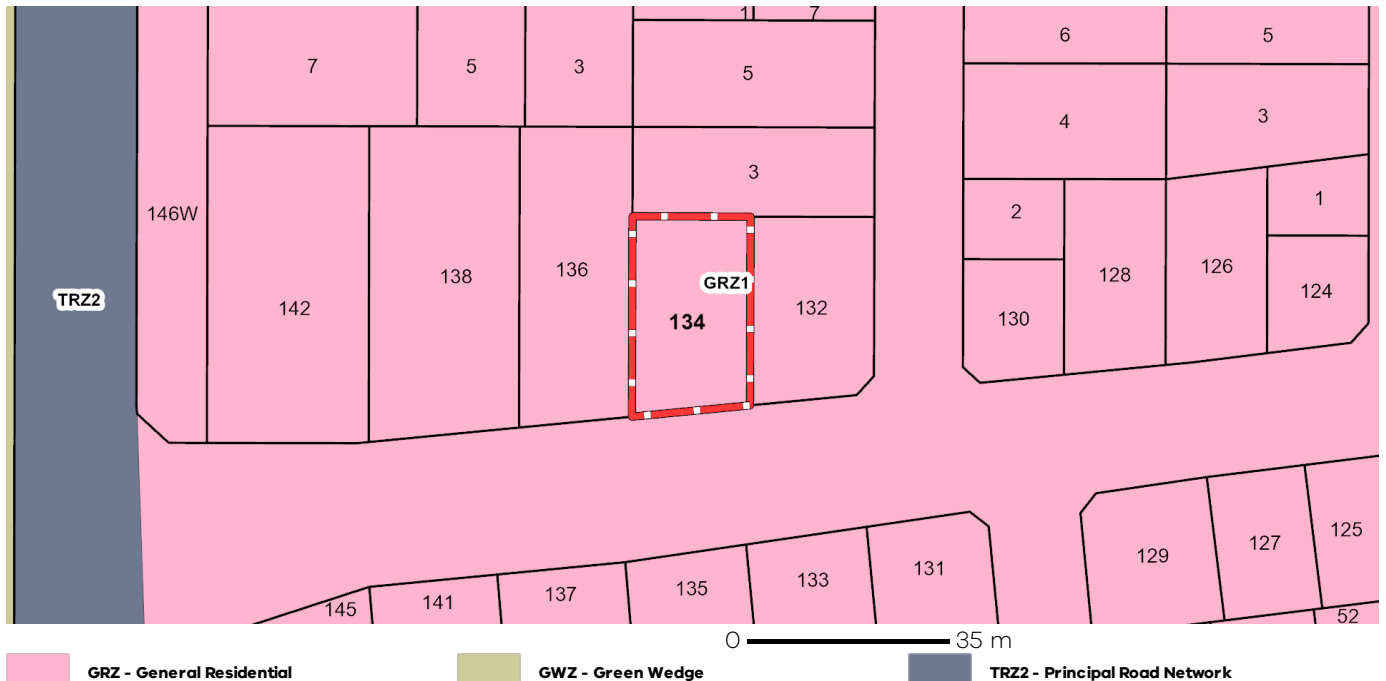 1 7
7 5 3 5 6 5
4 3
3
146W 2 1
138 136 128 126
TRZ2 GRZ1 124
142 134 132 130
131 129 127 125
145 141 137 135 133
52
0 35 m
GRZ - General Residential GWZ - Green Wedge TRZ2 - Principal Road Network